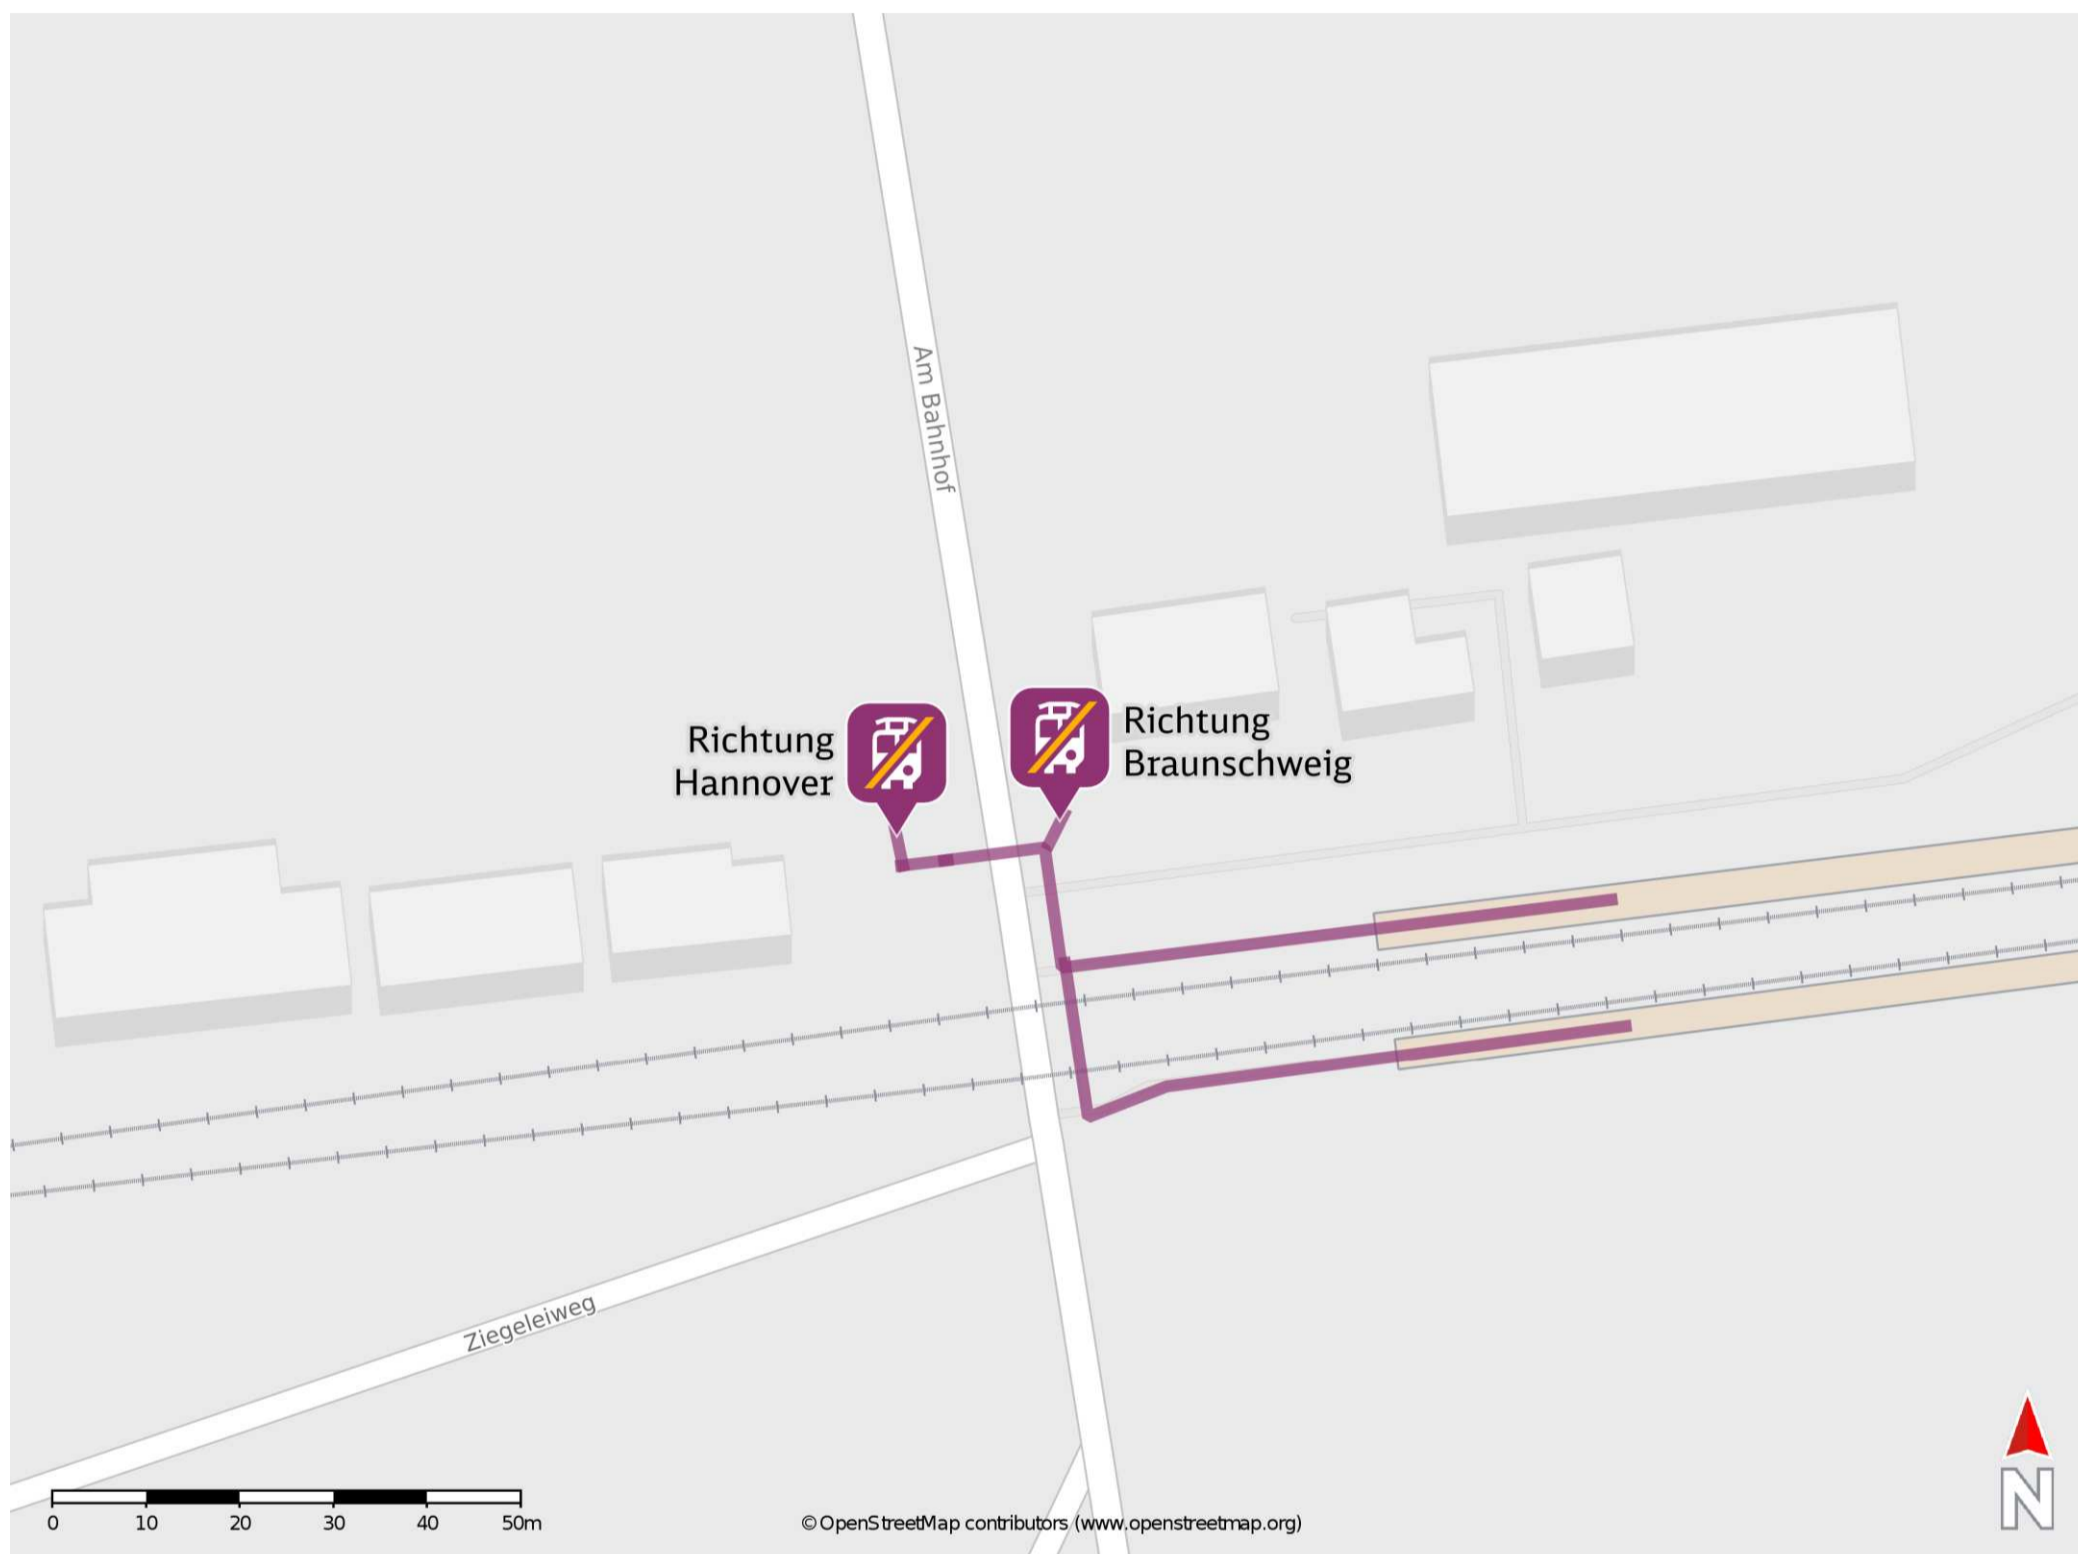 Am Bahnhof
Richtung
Hannover
Richtung
Braunschweig
Ziegeleiweg
0 10 20 30 40 50m
© OpenStreetMap contributors (www.openstreetmap.org)
N